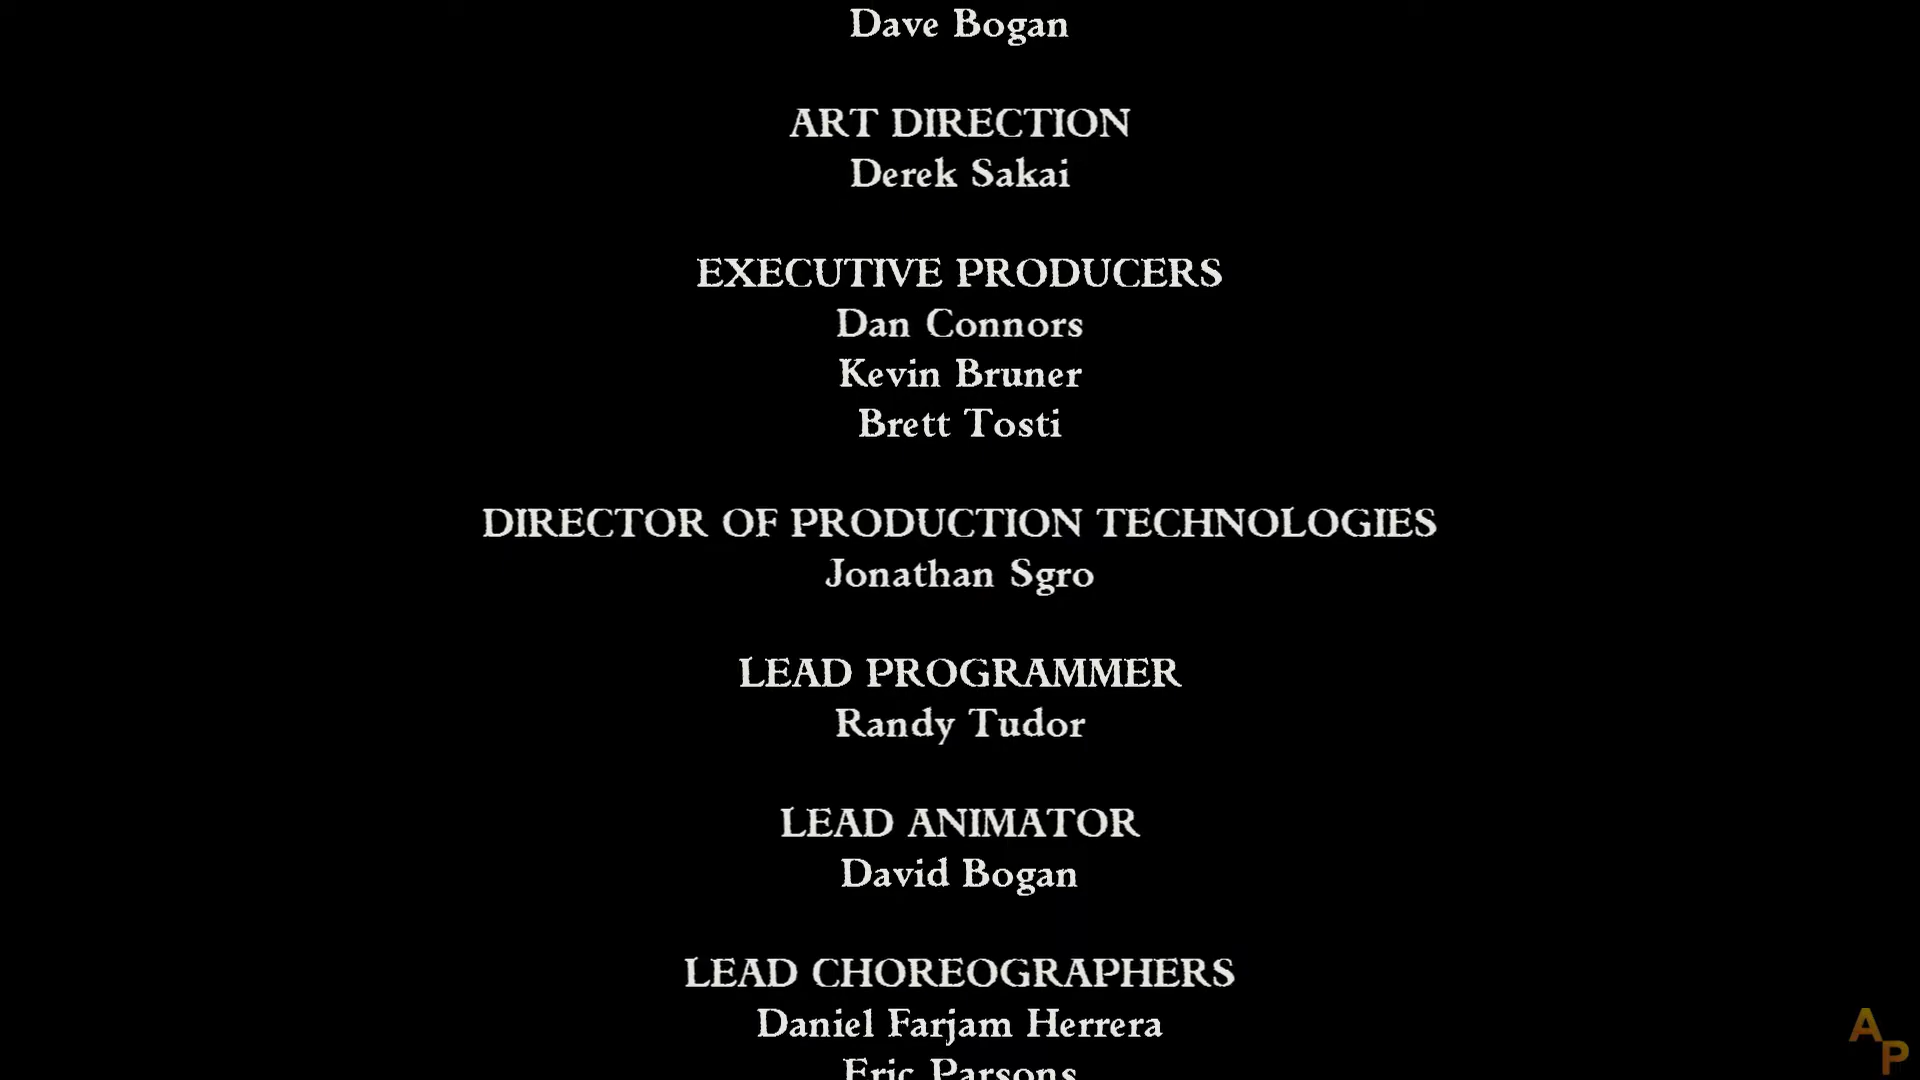 Dave Bogan
ART DIRECTION
Derek Sakai
EXECUTIVE PRODUCERS
Dan Connors
Kevin Bruner
Brett Tosti
DIRECTOR OF PRODUCTION TECHNOLOGIES
Jonathan Sgro
LEAD PROGRAMMER
Randy Tudor
LEAD ANIMATOR
David Bogan
LEAD CHOREOGRAPHERS
Daniel Farjam Herrera
Eric Parsons
AP